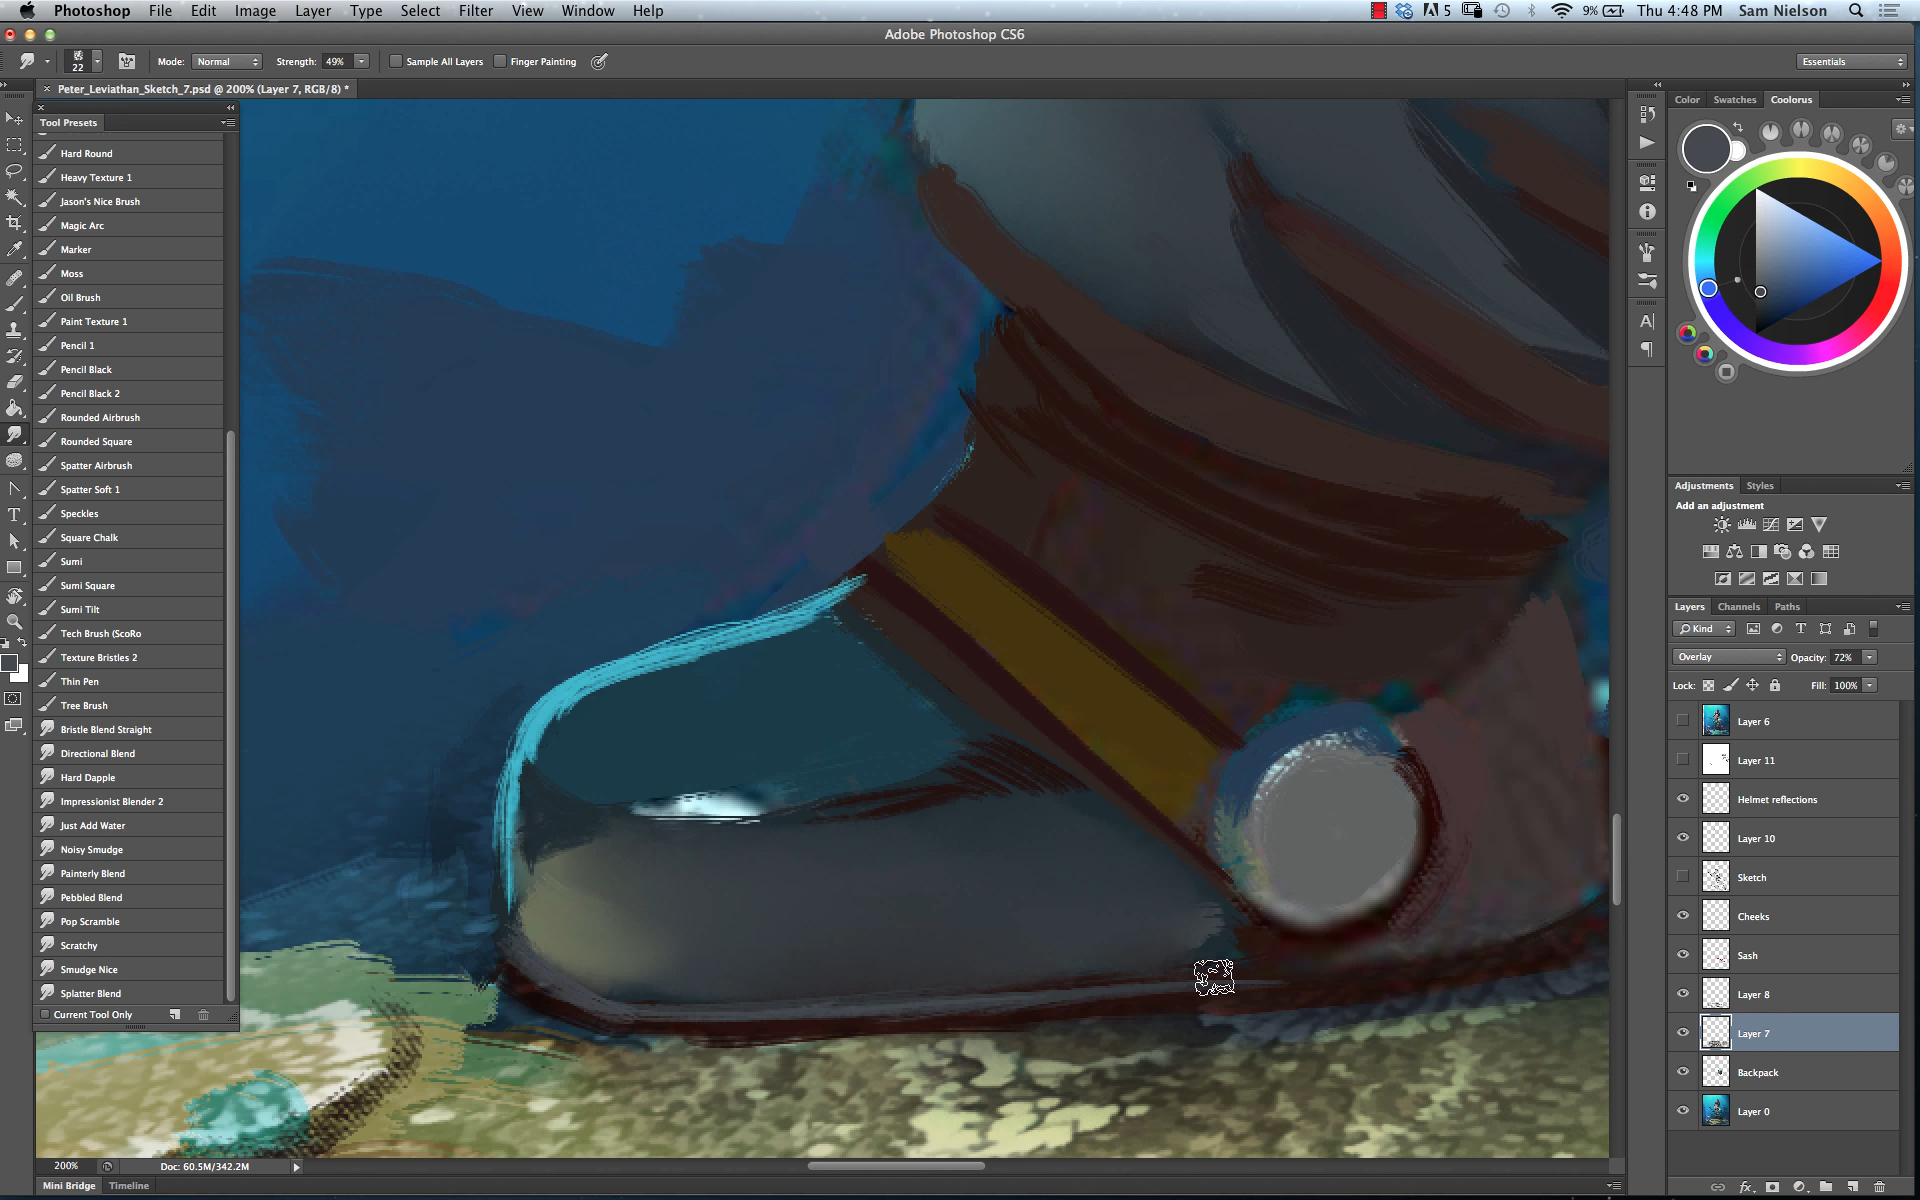 Photoshop File Edit Image Layer Type Select Filter View Window Help 5 9% Thu 4:48 PM Sam Nielson
Adobe Photoshop CS6
22 Mode: Normal Strength: 49% Sample All Layers Finger Painting Essentials
Peter_Leviathan_Sketch_7.psd @ 200% (Layer 7, RGB/8) *
Tool Presets
Hard Round
Heavy Texture 1
Jason's Nice Brush
Magic Arc
Marker
Moss
Oil Brush
Paint Texture 1
Pencil 1
Pencil Black
Pencil Black 2
Rounded Airbrush
Rounded Square
Spatter Airbrush
Spatter Soft 1
Speckles
Square Chalk
Sumi
Sumi Square
Sumi Tilt
Tech Brush (ScoRo
Texture Bristles 2
Thin Pen
Tree Brush
Bristle Blend Straight
Directional Blend
Hard Dapple
Impressionist Blender 2
Just Add Water
Noisy Smudge
Painterly Blend
Pebbled Blend
Pop Scramble
Scratchy
Smudge Nice
Splatter Blend
Current Tool Only
Color Swatches Coolorus
Adjustments Styles
Add an adjustment
Layers Channels Paths
Kind
Overlay Opacity: 72%
Lock: Fill: 100%
Layer 6
Layer 11
Helmet reflections
Layer 10
Sketch
Cheeks
Sash
Layer 8
Layer 7
Backpack
Layer 0
200% Doc: 60.5M/342.2M
Mini Bridge Timeline